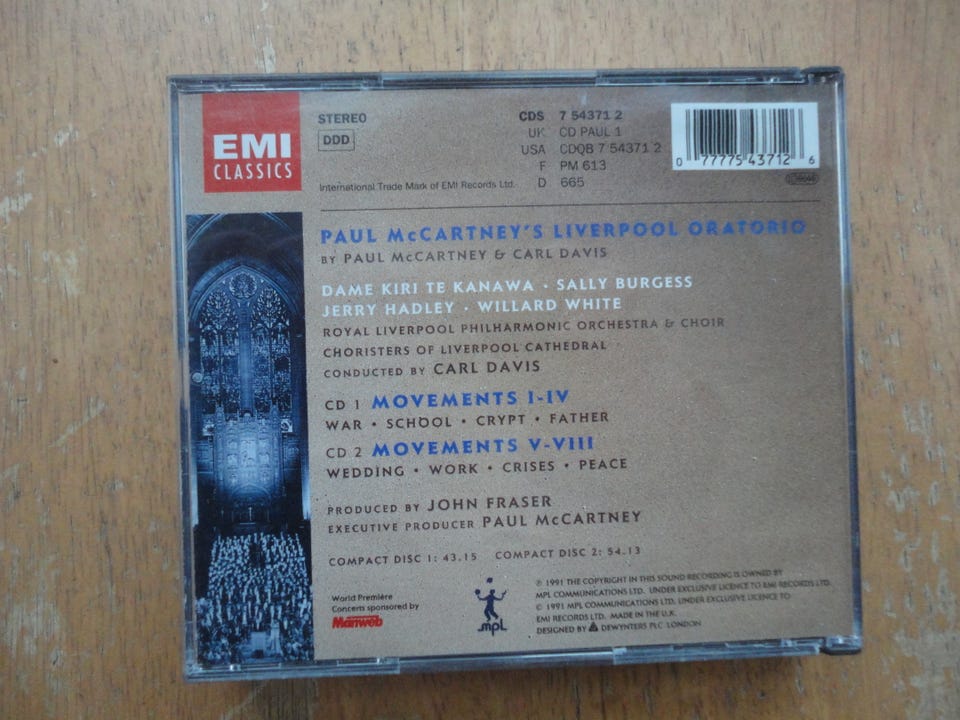 EMI
CLASSICS
STEREO
DDD
International Trade Mark of EMI Records Ltd.
CDS 7 54371 2
UK CD PAUL 1
USA CDQB 7 54371 2
F PM 613
D 665
0 77775 43712 6
PAUL McCARTNEY'S LIVERPOOL ORATORIO
BY PAUL McCARTNEY & CARL DAVIS
DAME KIRI TE KANAWA · SALLY BURGESS
JERRY HADLEY · WILLARD WHITE
ROYAL LIVERPOOL PHILHARMONIC ORCHESTRA & CHOIR
CHORISTERS OF LIVERPOOL CATHEDRAL
CONDUCTED BY CARL DAVIS
CD 1 MOVEMENTS I-IV
WAR • SCHOOL • CRYPT • FATHER
CD 2 MOVEMENTS V-VIII
WEDDING • WORK • CRISES • PEACE
PRODUCED BY JOHN FRASER
EXECUTIVE PRODUCER PAUL McCARTNEY
COMPACT DISC 1: 43.15 COMPACT DISC 2: 54.13
World Première
Concerts sponsored by
Manweb
mpl
℗ 1991 THE COPYRIGHT IN THIS SOUND RECORDING IS OWNED BY
MPL COMMUNICATIONS LTD. UNDER EXCLUSIVE LICENCE TO EMI RECORDS LTD.
© 1991 MPL COMMUNICATIONS LTD. UNDER EXCLUSIVE LICENCE TO
EMI RECORDS LTD. MADE IN THE U.K.
DESIGNED BY DEWYNTERS PLC LONDON